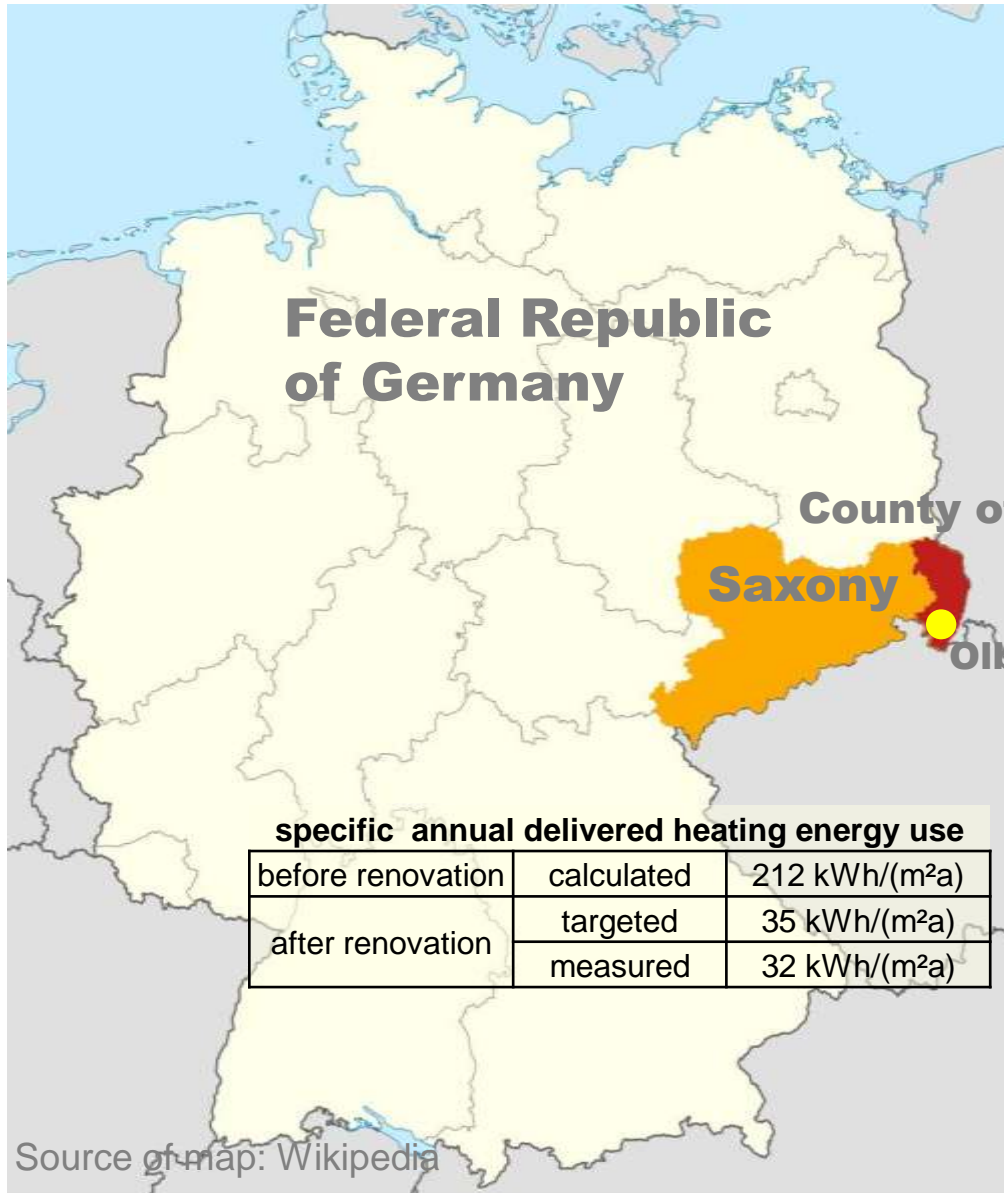 Federal Republic
of Germany
County o
Saxony
Olb
specific annual delivered heating energy use
before renovation calculated 212 kWh/(m²a)
after renovation targeted 35 kWh/(m²a)
measured 32 kWh/(m²a)
Source of map: Wikipedia